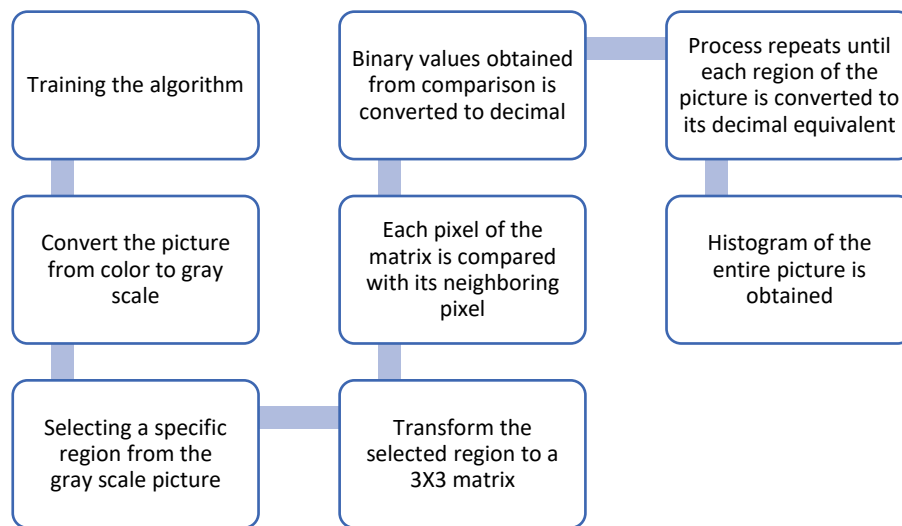 Training the algorithm
Convert the picture
from color to gray
scale
Selecting a specific
region from the
gray scale picture
Transform the
selected region to a
3X3 matrix
Each pixel of the
matrix is compared
with its neighboring
pixel
Binary values obtained
from comparison is
converted to decimal
Process repeats until
each region of the
picture is converted to
its decimal equivalent
Histogram of the
entire picture is
obtained